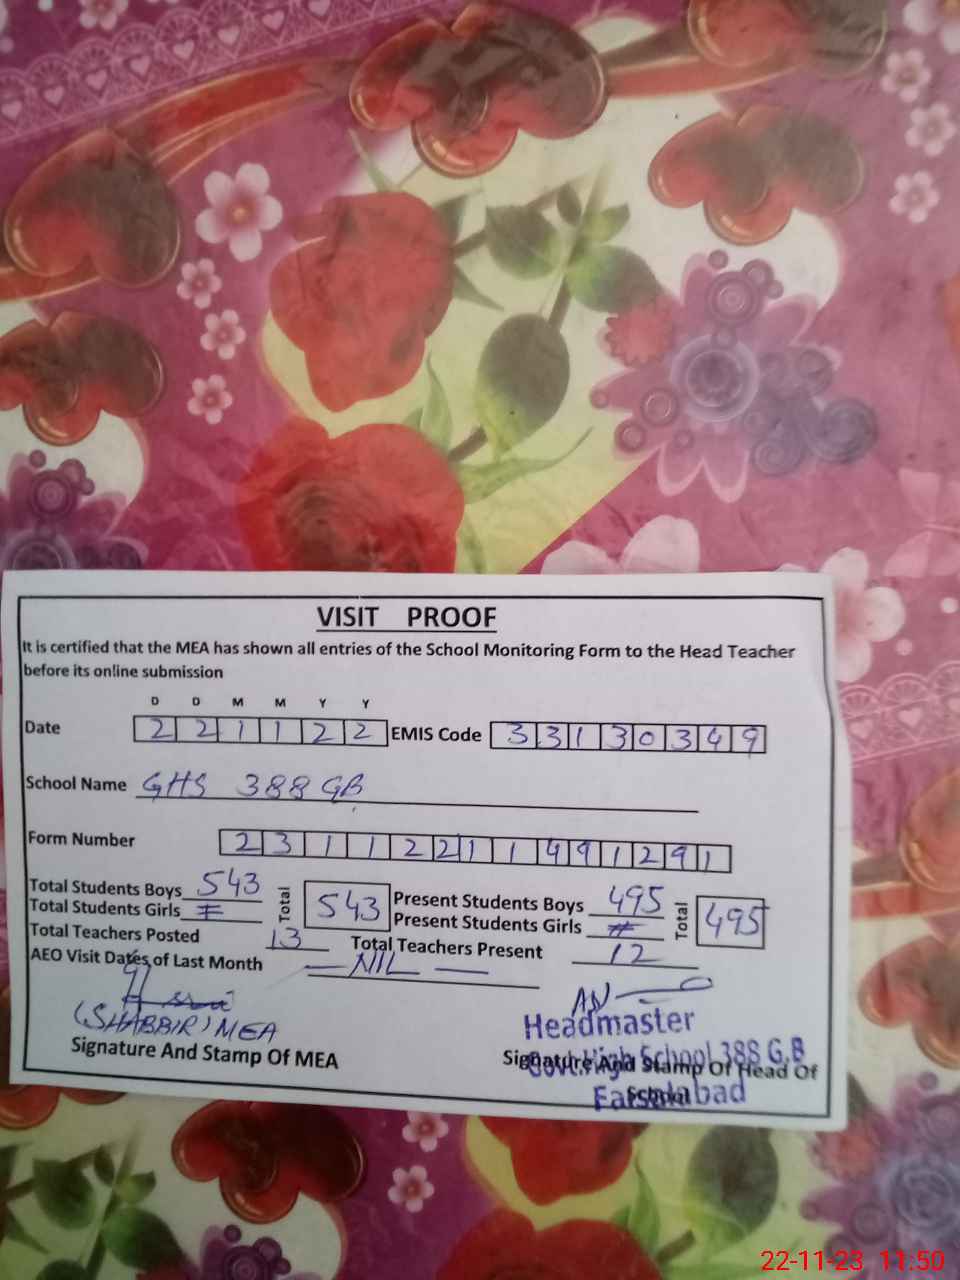 VISIT PROOF
It is certified that the MEA has shown all entries of the School Monitoring Form to the Head Teacher
before its online submission
D D M M Y Y
Date 2 2 1 1 2 2 EMIS Code 3 3 1 3 0 3 4 9
School Name GHS 388 GB
Form Number 2 3 1 1 2 2 1 1 4 9 1 2 9 1
Total Students Boys 543 Total 543 Present Students Boys 495 Total 495
Total Students Girls Present Students Girls
Total Teachers Posted 13 Total Teachers Present 12
AEO Visit Dates of Last Month — NIL —
(SHABBIR) MEA
Signature And Stamp Of MEA
Headmaster
Govt. High School 388 G.B
Signature And Stamp Of Head Of
School
Faisalabad
22-11-23 11:50